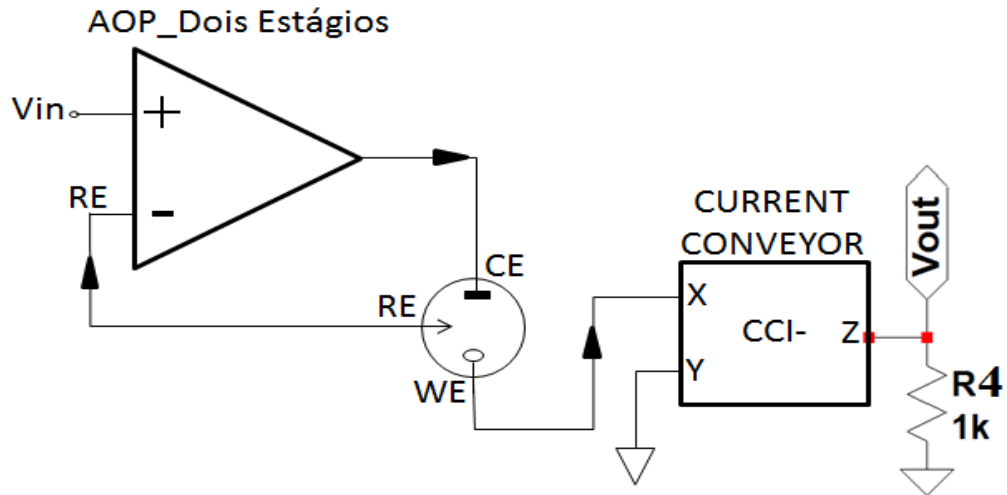 AOP_Dois Estágios
Vin
+
RE
-
CE
RE
WE
CURRENT
CONVEYOR
X
Y
CCI-
Z
Vout
R4
1k